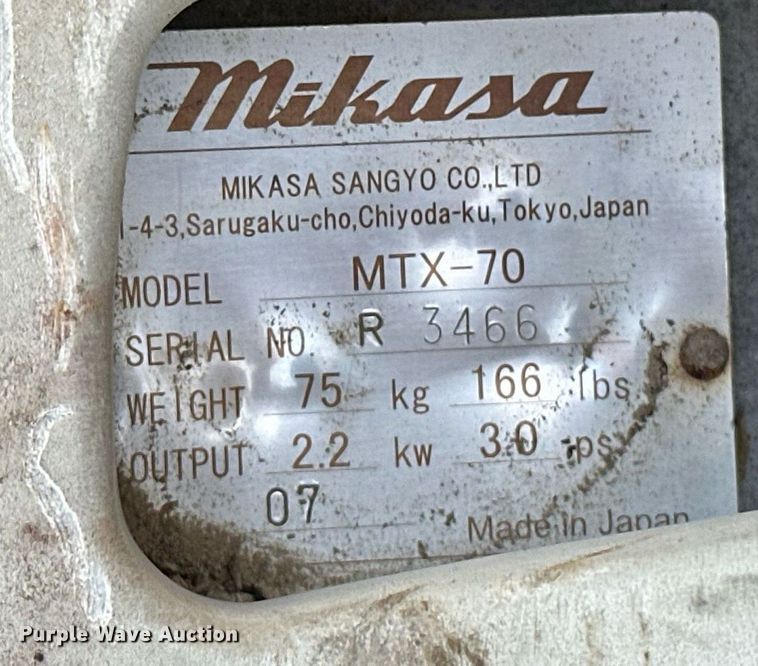 Mikasa
MIKASA SANGYO CO.,LTD
1-4-3,Sarugaku-cho,Chiyoda-ku,Tokyo,Japan
MODEL MTX-70
SERIAL NO. R 3466
WEIGHT 75 kg 166 lbs
OUTPUT 2.2 kw 3.0 ps
07
Made in Japan
Purple Wave Auction